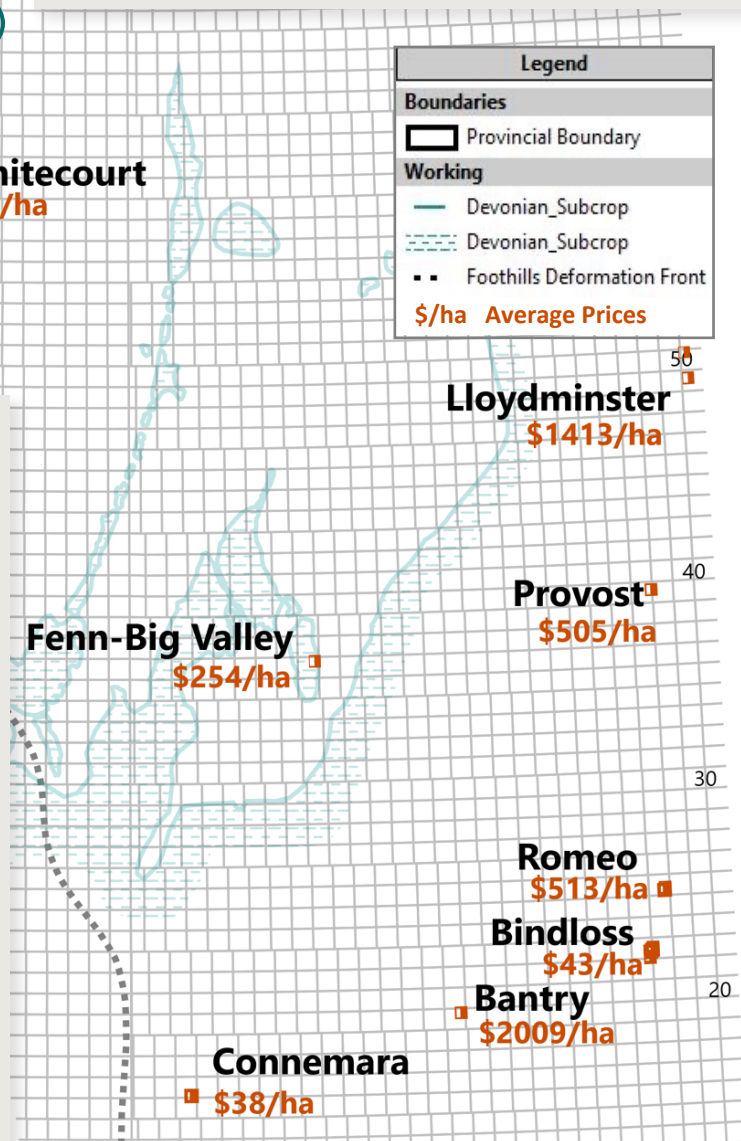 Legend
Boundaries
Provincial Boundary
Working
Devonian_Subcrop
Devonian_Subcrop
Foothills Deformation Front
$/ha Average Prices
hitecourt
/ha
50
Lloydminster
$1413/ha
40
Provost
$505/ha
Fenn-Big Valley
$254/ha
30
Romeo
$513/ha
Bindloss
$43/ha
20
Bantry
$2009/ha
Connemara
$38/ha